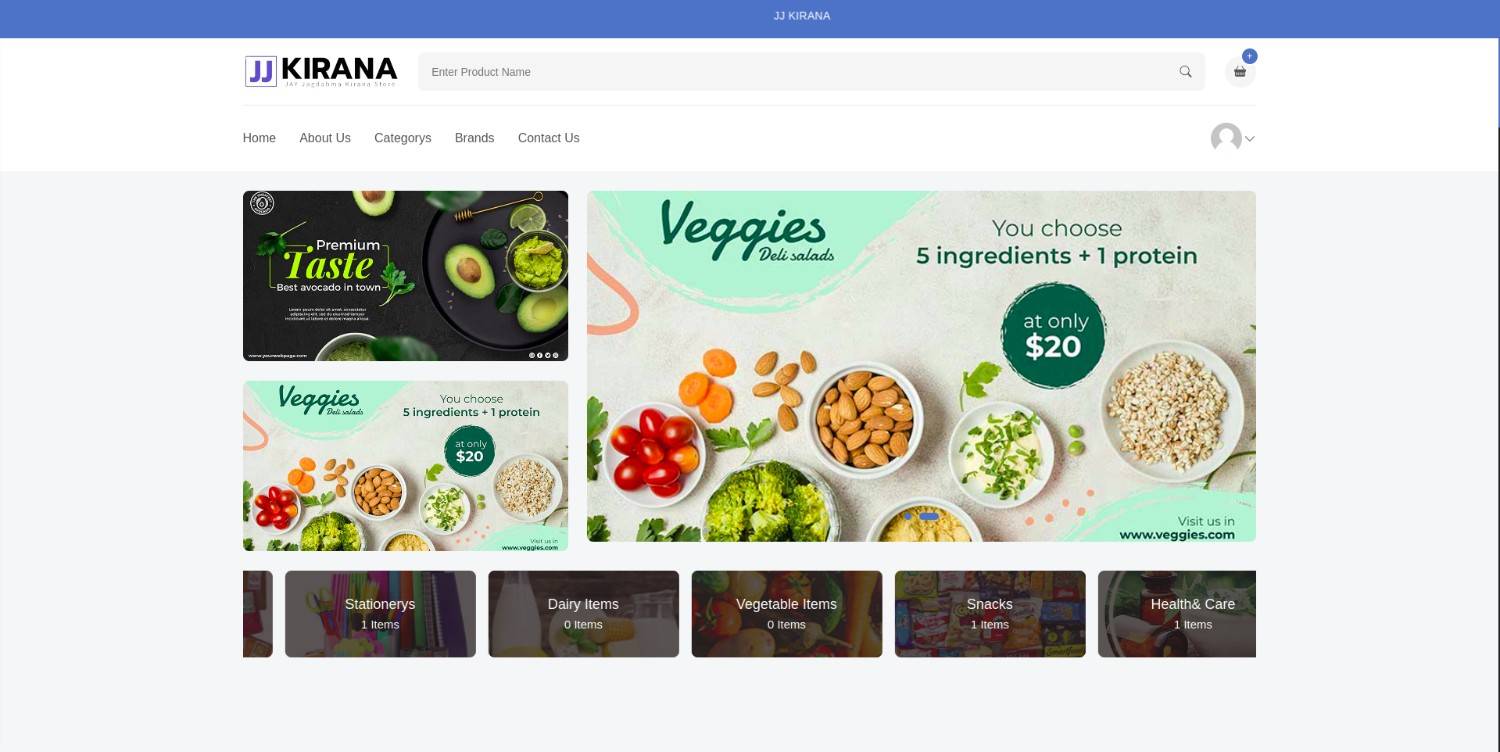 JJ KIRANA
JJ KIRANA
JAY Jagdabma Kirana Store
Enter Product Name
+
Home About Us Categorys Brands Contact Us
Premium
Taste
Best avocado in town
www.yourwebpage.com
Veggies
Deli salads
You choose
5 ingredients + 1 protein
at only
$20
Visit us in
www.veggies.com
Veggies
Deli salads
You choose
5 ingredients + 1 protein
at only
$20
Visit us in
www.veggies.com
Stationerys
1 Items
Dairy Items
0 Items
Vegetable Items
0 Items
Snacks
1 Items
Health& Care
1 Items